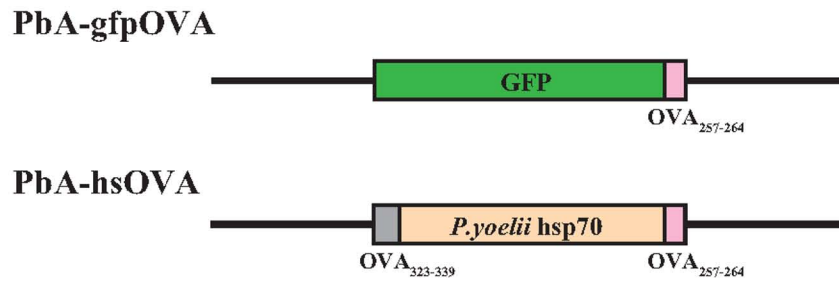 PbA-gfpOVA
GFP
OVA257-264
PbA-hsOVA
P.yoelii hsp70
OVA323-339 OVA257-264